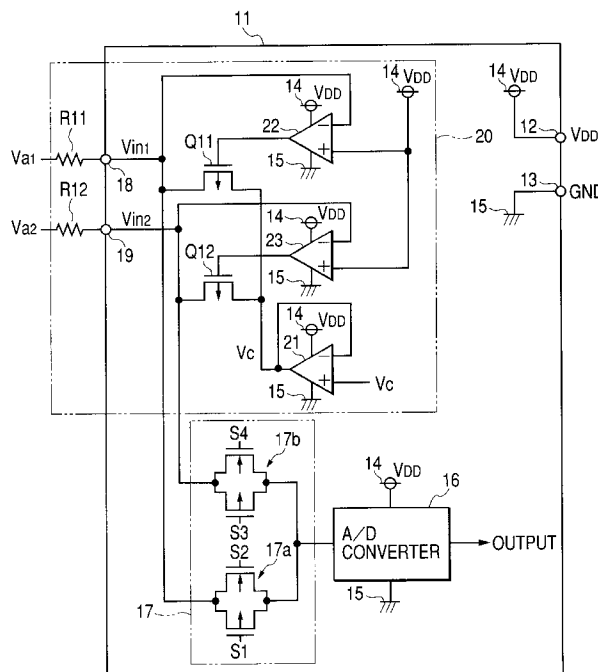 11
14 VDD
14 VDD
14
R11
22
20
12
VDD
Va1
Vin1
Q11
15
18
13
R12
GND
Va2
Vin2
14 VDD
15
19
23
Q12
15
14 VDD
21
Vc
Vc
15
S4
17b
14 VDD
16
S3
A/D
CONVERTER
OUTPUT
S2
17a
15
17
S1